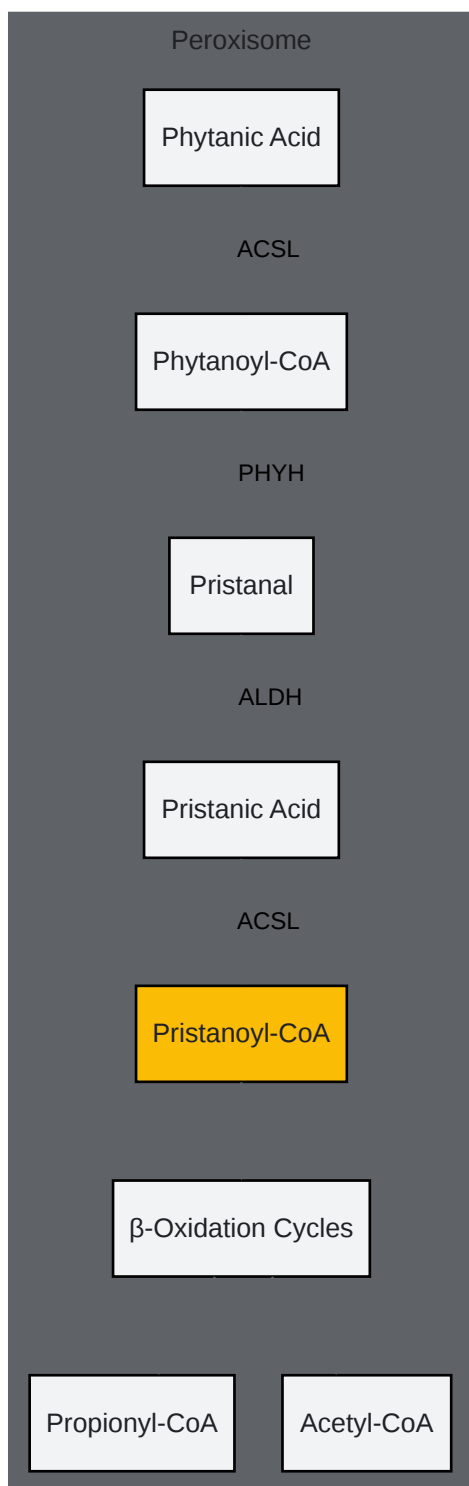 Peroxisome
Phytanic Acid
ACSL
Phytanoyl-CoA
PHYH
Pristanal
ALDH
Pristanic Acid
ACSL
Pristanoyl-CoA
β-Oxidation Cycles
Propionyl-CoA
Acetyl-CoA